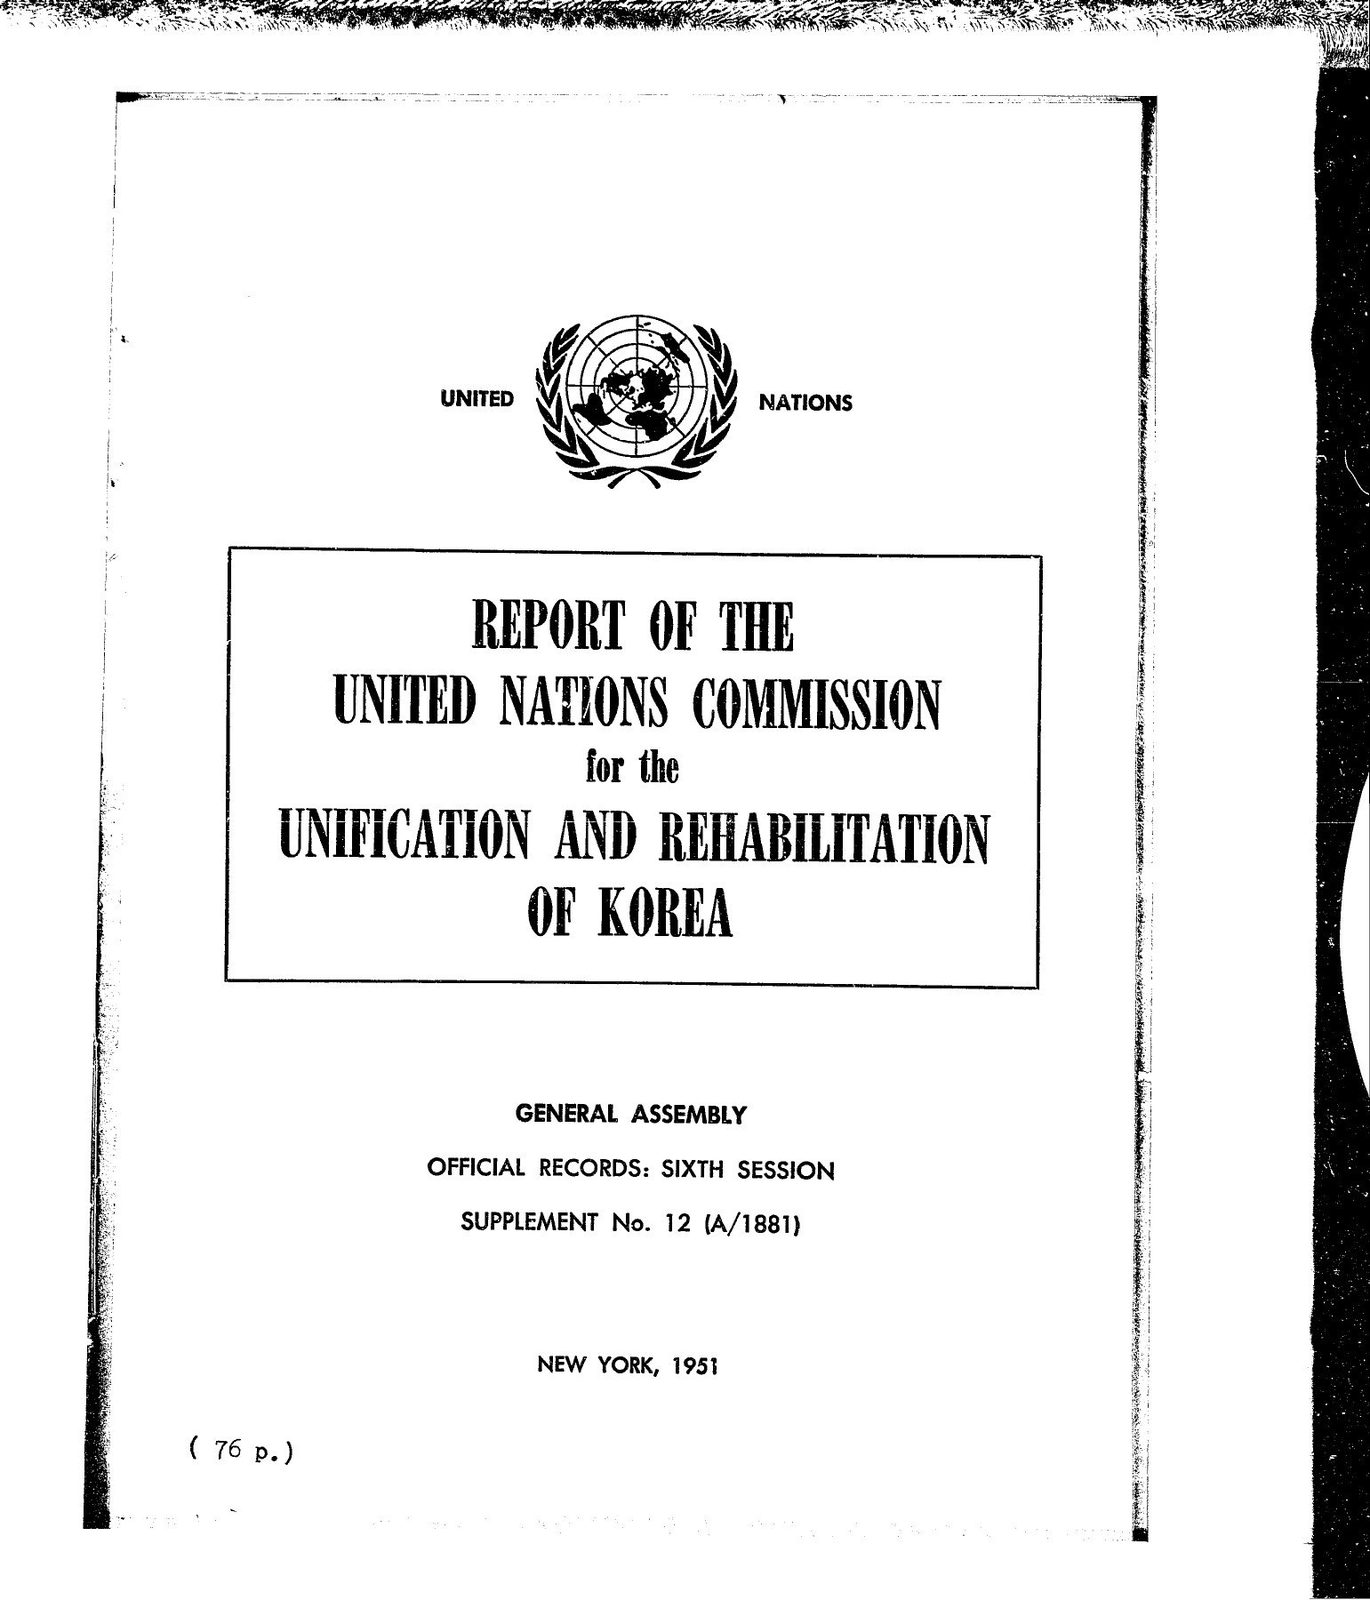 UNITED NATIONS
REPORT OF THE
UNITED NATIONS COMMISSION
for the
UNIFICATION AND REHABILITATION
OF KOREA
GENERAL ASSEMBLY
OFFICIAL RECORDS: SIXTH SESSION
SUPPLEMENT No. 12 (A/1881)
NEW YORK, 1951
( 76 p.)